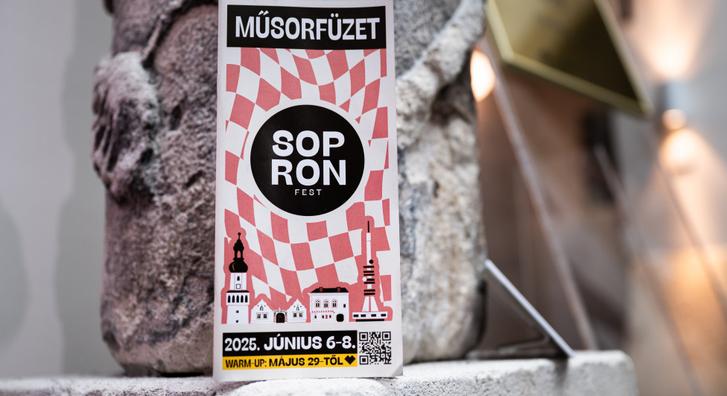 MŰSORFÜZET
SOP
RON
FEST
2025. JÚNIUS 6-8.
WARM-UP: MÁJUS 29-TŐL